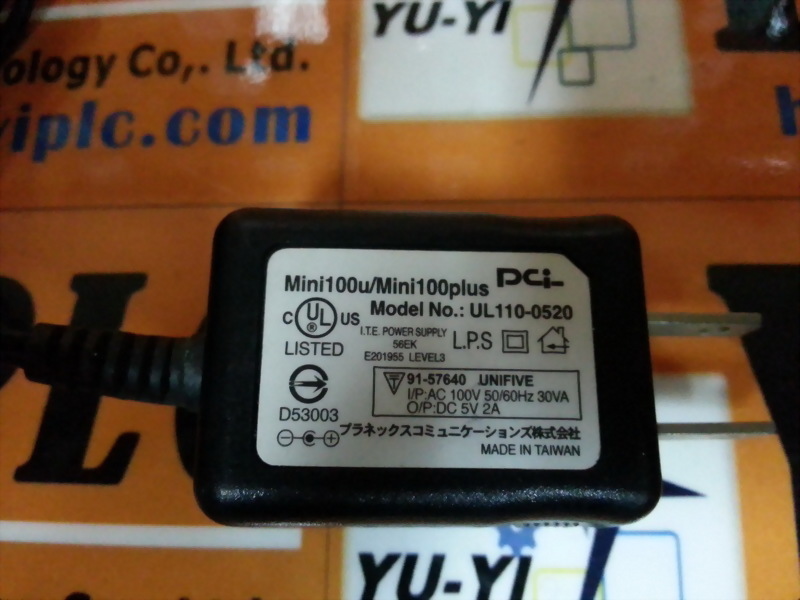 YU-YI
ology Co,. Ltd.
yiplc.com
h
Mini100u/Mini100plus PCi
Model No.: UL110-0520
C UL US
LISTED
I.T.E. POWER SUPPLY
56EK
E201955 LEVEL3
L.P.S
D53003
T 91-57640 UNIFIVE
I/P:AC 100V 50/60Hz 30VA
O/P:DC 5V 2A
プラネックスコミュニケーションズ株式会社
MADE IN TAIWAN
PLC
YU-YI